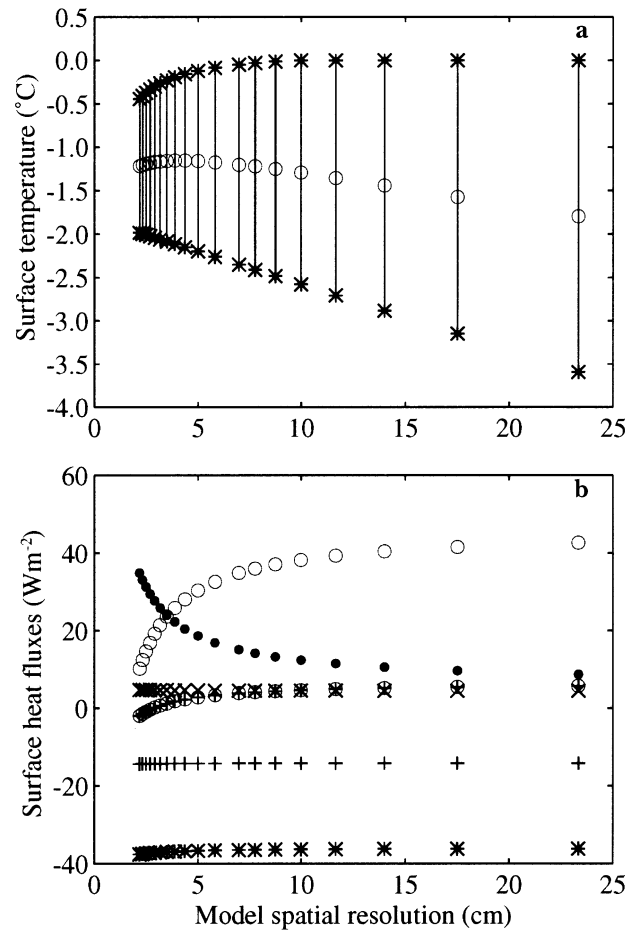 a
0.5
0.0
-0.5
-1.0
-1.5
-2.0
-2.5
-3.0
-3.5
-4.0
Surface temperature (˚C)
0 5 10 15 20 25
b
60
40
20
0
-20
-40
Surface heat fluxes (Wm⁻²)
0 5 10 15 20 25
Model spatial resolution (cm)